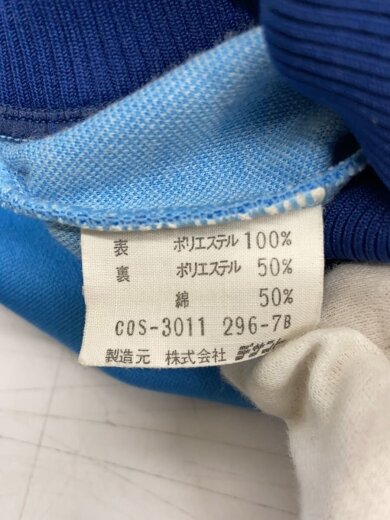 表 ポリエステル 100%
裏 ポリエステル 50%
綿 50%
COS-3011 296-7B
製造元 株式会社